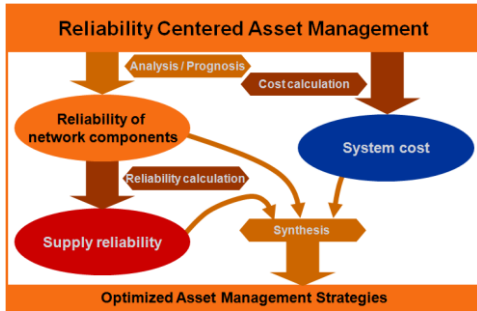 Reliability Centered Asset Management
Analysis / Prognosis
Cost calculation
Reliability of
network components
System cost
Reliability calculation
Supply reliability
Synthesis
Optimized Asset Management Strategies